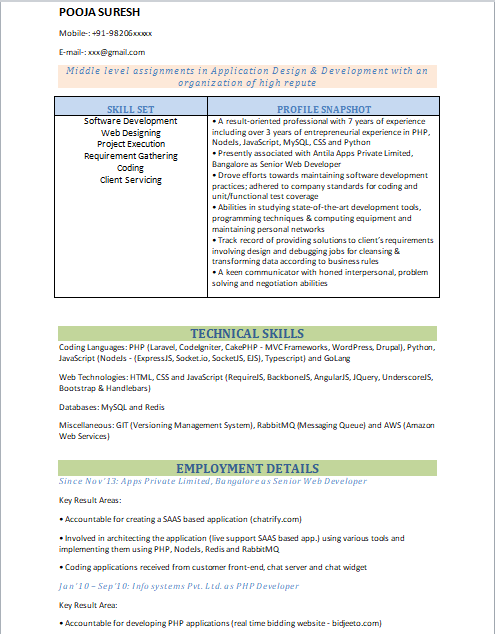 POOJA SURESH
Mobile-: +91-98206xxxxx
E-mail-: xxx@gmail.com
Middle level assignments in Application Design & Development with an
organization of high repute
SKILL SET
Software Development
Web Designing
Project Execution
Requirement Gathering
Coding
Client Servicing
PROFILE SNAPSHOT
• A result-oriented professional with 7 years of experience
including over 3 years of entrepreneurial experience in PHP,
NodeJs, JavaScript, MySQL, CSS and Python
• Presently associated with Antila Apps Private Limited,
Bangalore as Senior Web Developer
• Drove efforts towards maintaining software development
practices; adhered to company standards for coding and
unit/functional test coverage
• Abilities in studying state-of-the-art development tools,
programming techniques & computing equipment and
maintaining personal networks
• Track record of providing solutions to client's requirements
involving design and debugging jobs for cleansing &
transforming data according to business rules
• A keen communicator with honed interpersonal, problem
solving and negotiation abilities
TECHNICAL SKILLS
Coding Languages: PHP (Laravel, CodeIgniter, CakePHP - MVC Frameworks, WordPress, Drupal), Python,
JavaScript (NodeJs - (ExpressJS, Socket.io, SocketJS, EJS), Typescript) and GoLang
Web Technologies: HTML, CSS and JavaScript (RequireJS, BackboneJS, AngularJS, JQuery, UnderscoreJS,
Bootstrap & Handlebars)
Databases: MySQL and Redis
Miscellaneous: GIT (Versioning Management System), RabbitMQ (Messaging Queue) and AWS (Amazon
Web Services)
EMPLOYMENT DETAILS
Since Nov'13: Apps Private Limited, Bangalore as Senior Web Developer
Key Result Areas:
• Accountable for creating a SAAS based application (chatrify.com)
• Involved in architecting the application (live support SAAS based app.) using various tools and
implementing them using PHP, NodeJs, Redis and RabbitMQ
• Coding applications received from customer front-end, chat server and chat widget
Jan'10 – Sep'10: Info systems Pvt. Ltd. as PHP Developer
Key Result Area:
• Accountable for developing PHP applications (real time bidding website - bidjeeto.com)